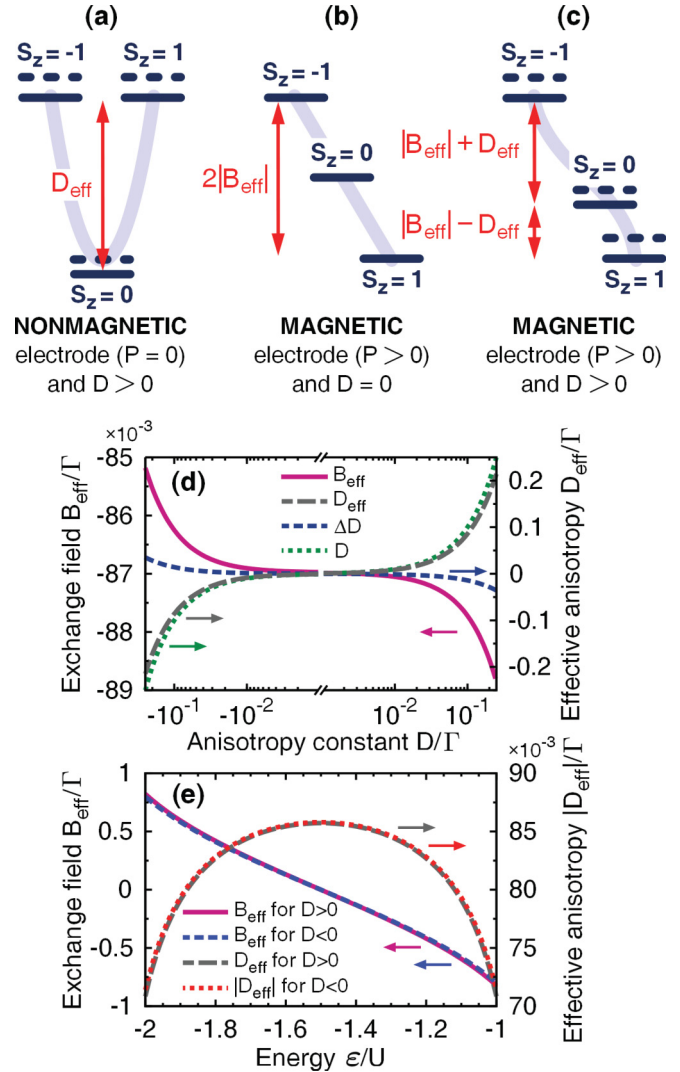 (a)
S_z = -1
S_z = 1
D_eff
S_z = 0
NONMAGNETIC
electrode (P = 0)
and D > 0
(b)
S_z = -1
S_z = 0
2|B_eff|
S_z = 1
MAGNETIC
electrode (P > 0)
and D = 0
(c)
S_z = -1
|B_eff| + D_eff
S_z = 0
|B_eff| − D_eff
S_z = 1
MAGNETIC
electrode (P > 0)
and D > 0
×10⁻³
(d)
Exchange field B_eff/Γ
-85
-86
-87
-88
-89
B_eff
D_eff
ΔD
D
0.2
0.1
0
-0.1
-0.2
Effective anisotropy D_eff/Γ
-10⁻¹
-10⁻²
10⁻²
10⁻¹
Anisotropy constant D/Γ
×10⁻³
(e)
Exchange field B_eff/Γ
1
0.5
0
-0.5
-1
B_eff for D>0
B_eff for D<0
D_eff for D>0
|D_eff| for D<0
90
85
80
75
70
Effective anisotropy |D_eff|/Γ
-2
-1.8
-1.6
-1.4
-1.2
-1
Energy ε/U